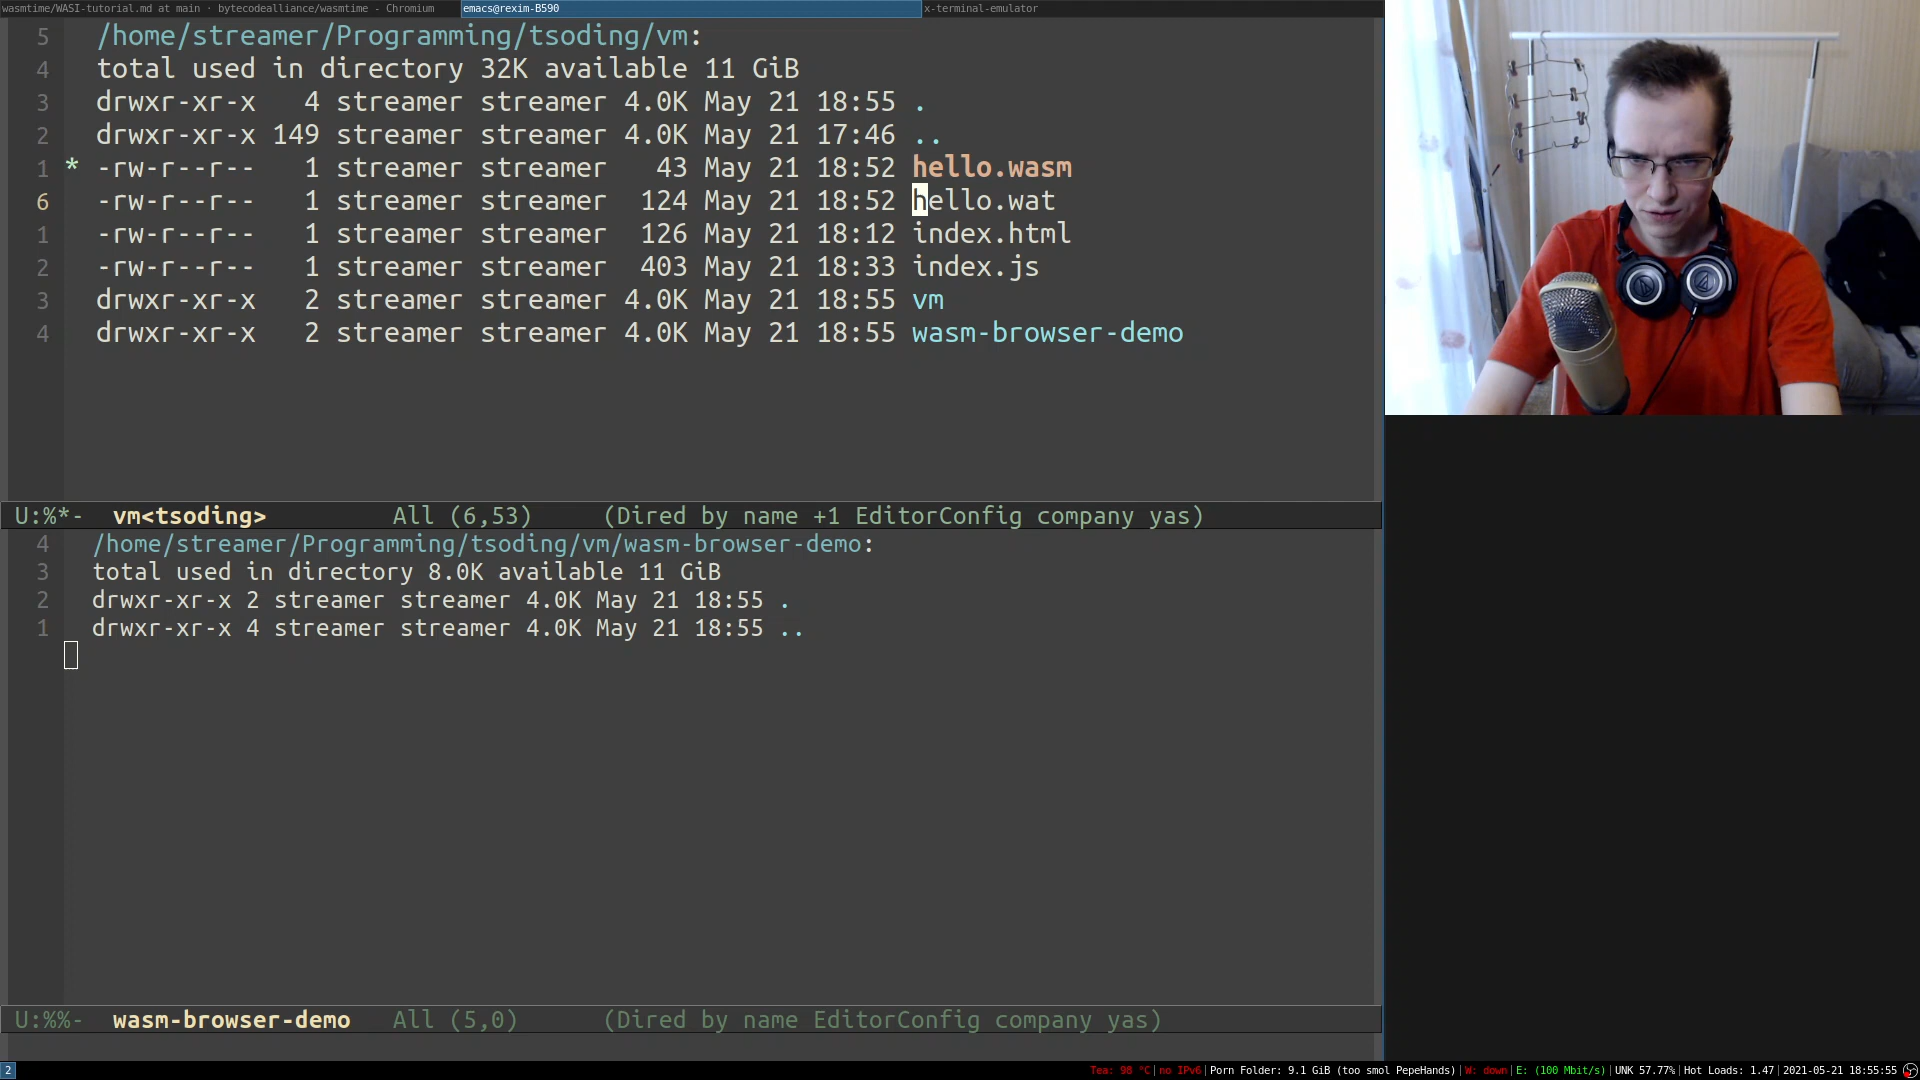 wasmtime/WASI-tutorial.md at main · bytecodealliance/wasmtime - Chromium emacs@rexim-B590 x-terminal-emulator
5 /home/streamer/Programming/tsoding/vm:
4 total used in directory 32K available 11 GiB
3 drwxr-xr-x 4 streamer streamer 4.0K May 21 18:55 .
2 drwxr-xr-x 149 streamer streamer 4.0K May 21 17:46 ..
1 * -rw-r--r-- 1 streamer streamer 43 May 21 18:52 hello.wasm
6 -rw-r--r-- 1 streamer streamer 124 May 21 18:52 hello.wat
1 -rw-r--r-- 1 streamer streamer 126 May 21 18:12 index.html
2 -rw-r--r-- 1 streamer streamer 403 May 21 18:33 index.js
3 drwxr-xr-x 2 streamer streamer 4.0K May 21 18:55 vm
4 drwxr-xr-x 2 streamer streamer 4.0K May 21 18:55 wasm-browser-demo
U:%*- vm<tsoding> All (6,53) (Dired by name +1 EditorConfig company yas)
4 /home/streamer/Programming/tsoding/vm/wasm-browser-demo:
3 total used in directory 8.0K available 11 GiB
2 drwxr-xr-x 2 streamer streamer 4.0K May 21 18:55 .
1 drwxr-xr-x 4 streamer streamer 4.0K May 21 18:55 ..
U:%%- wasm-browser-demo All (5,0) (Dired by name EditorConfig company yas)
2 Tea: 98 °C|no IPv6|Porn Folder: 9.1 GiB (too smol PepeHands)|W: down|E: (100 Mbit/s)|UNK 57.77%|Hot Loads: 1.47|2021-05-21 18:55:55